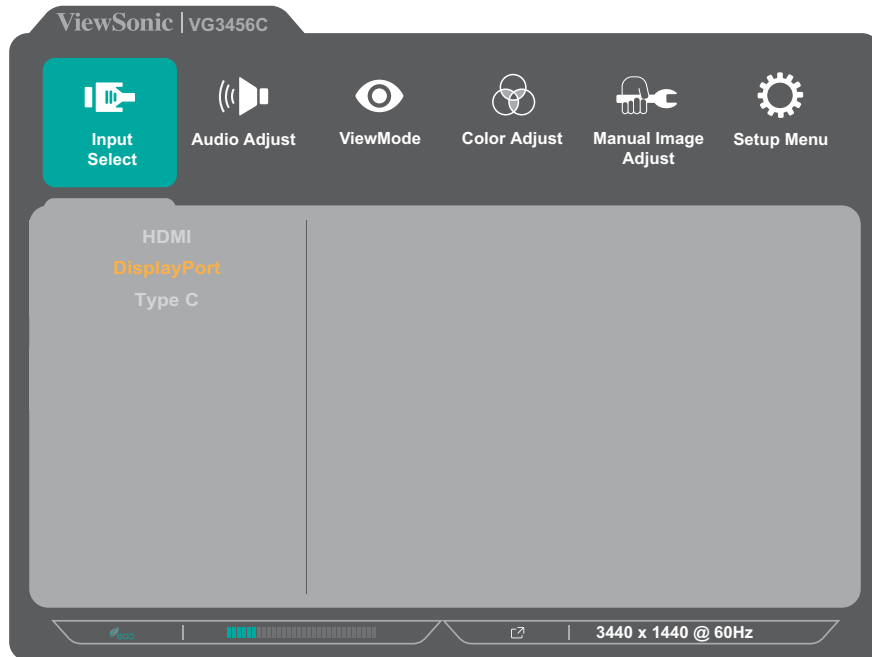 ViewSonic | VG3456C
Input
Select
Audio Adjust
ViewMode
Color Adjust
Manual Image
Adjust
Setup Menu
HDMI
DisplayPort
Type C
eco
3440 x 1440 @ 60Hz